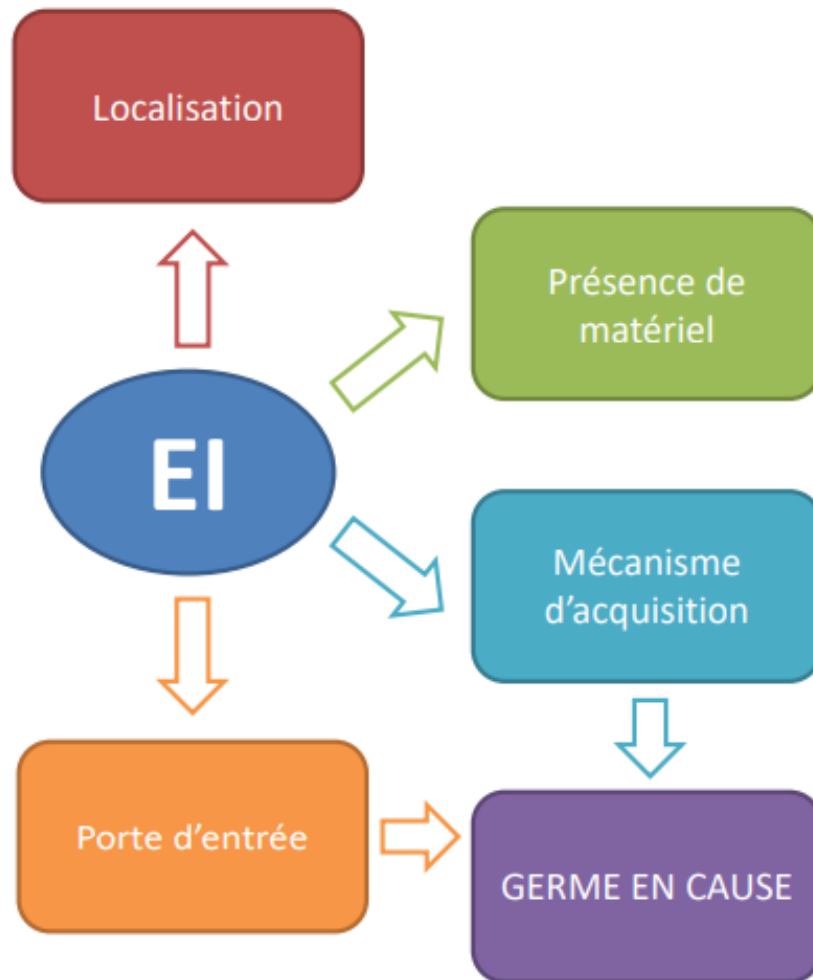 Localisation
Présence de
matériel
EI
Mécanisme
d’acquisition
Porte d’entrée
GERME EN CAUSE